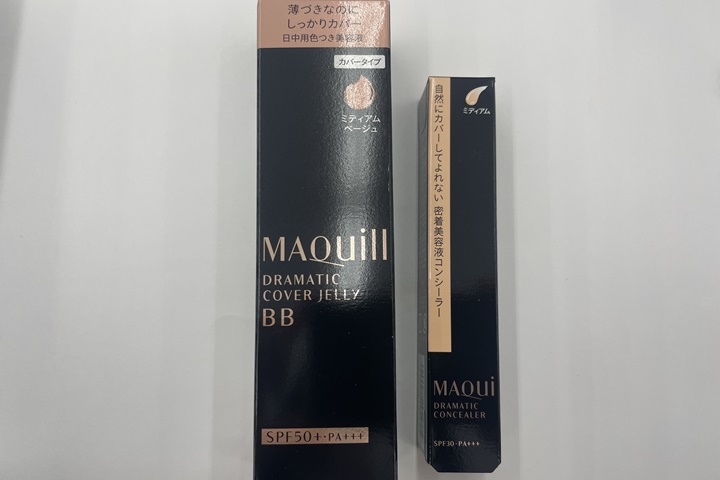 薄づきなのに
しっかりカバー
日中用色つき美容液
カバータイプ
ミディアム
ベージュ
MAQuill
DRAMATIC
COVER JELLY
BB
SPF50+・PA+++
ミディアム
自然にカバーしてよれない 密着美容液コンシーラー
MAQui
DRAMATIC
CONCEALER
SPF30・PA+++